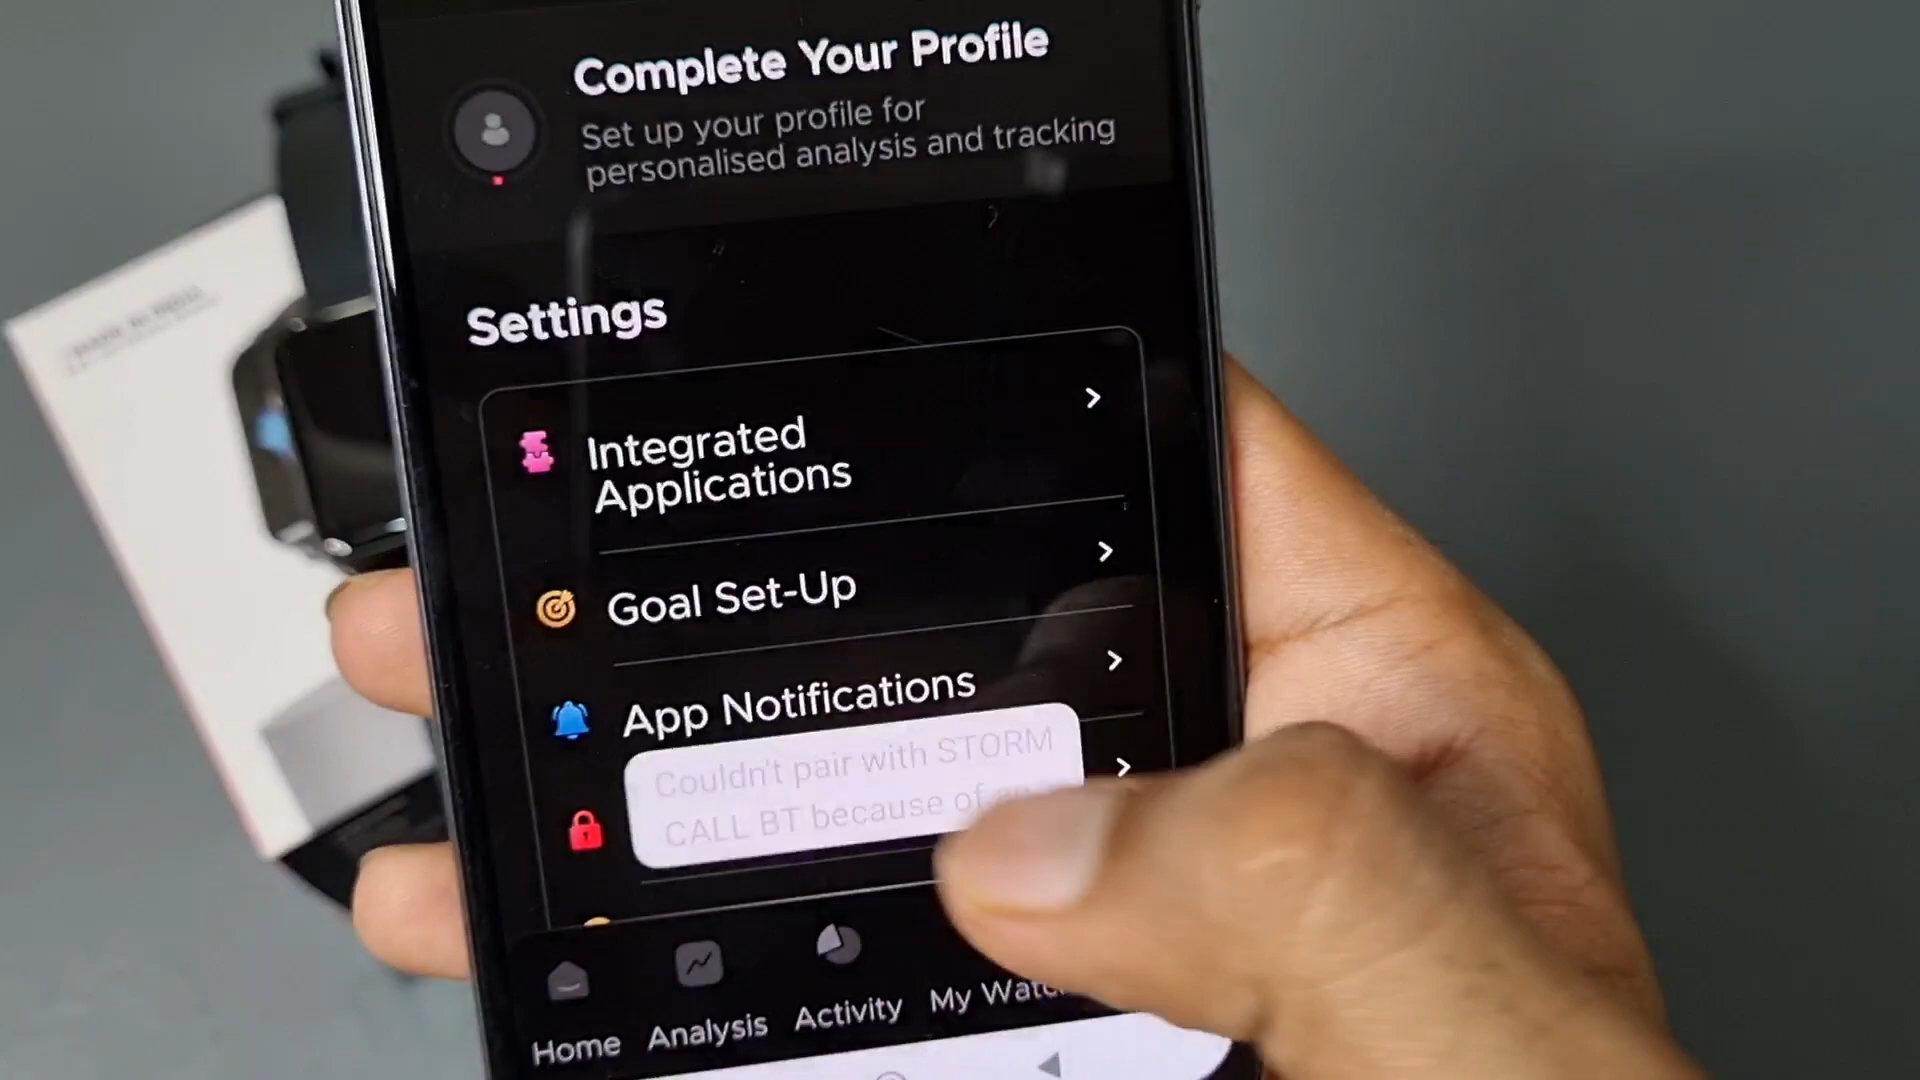 Complete Your Profile
Set up your profile for
personalised analysis and tracking
Settings
Integrated
Applications
Goal Set-Up
App Notifications
Couldn't pair with STORM
CALL BT because of
Home
Analysis
Activity
My